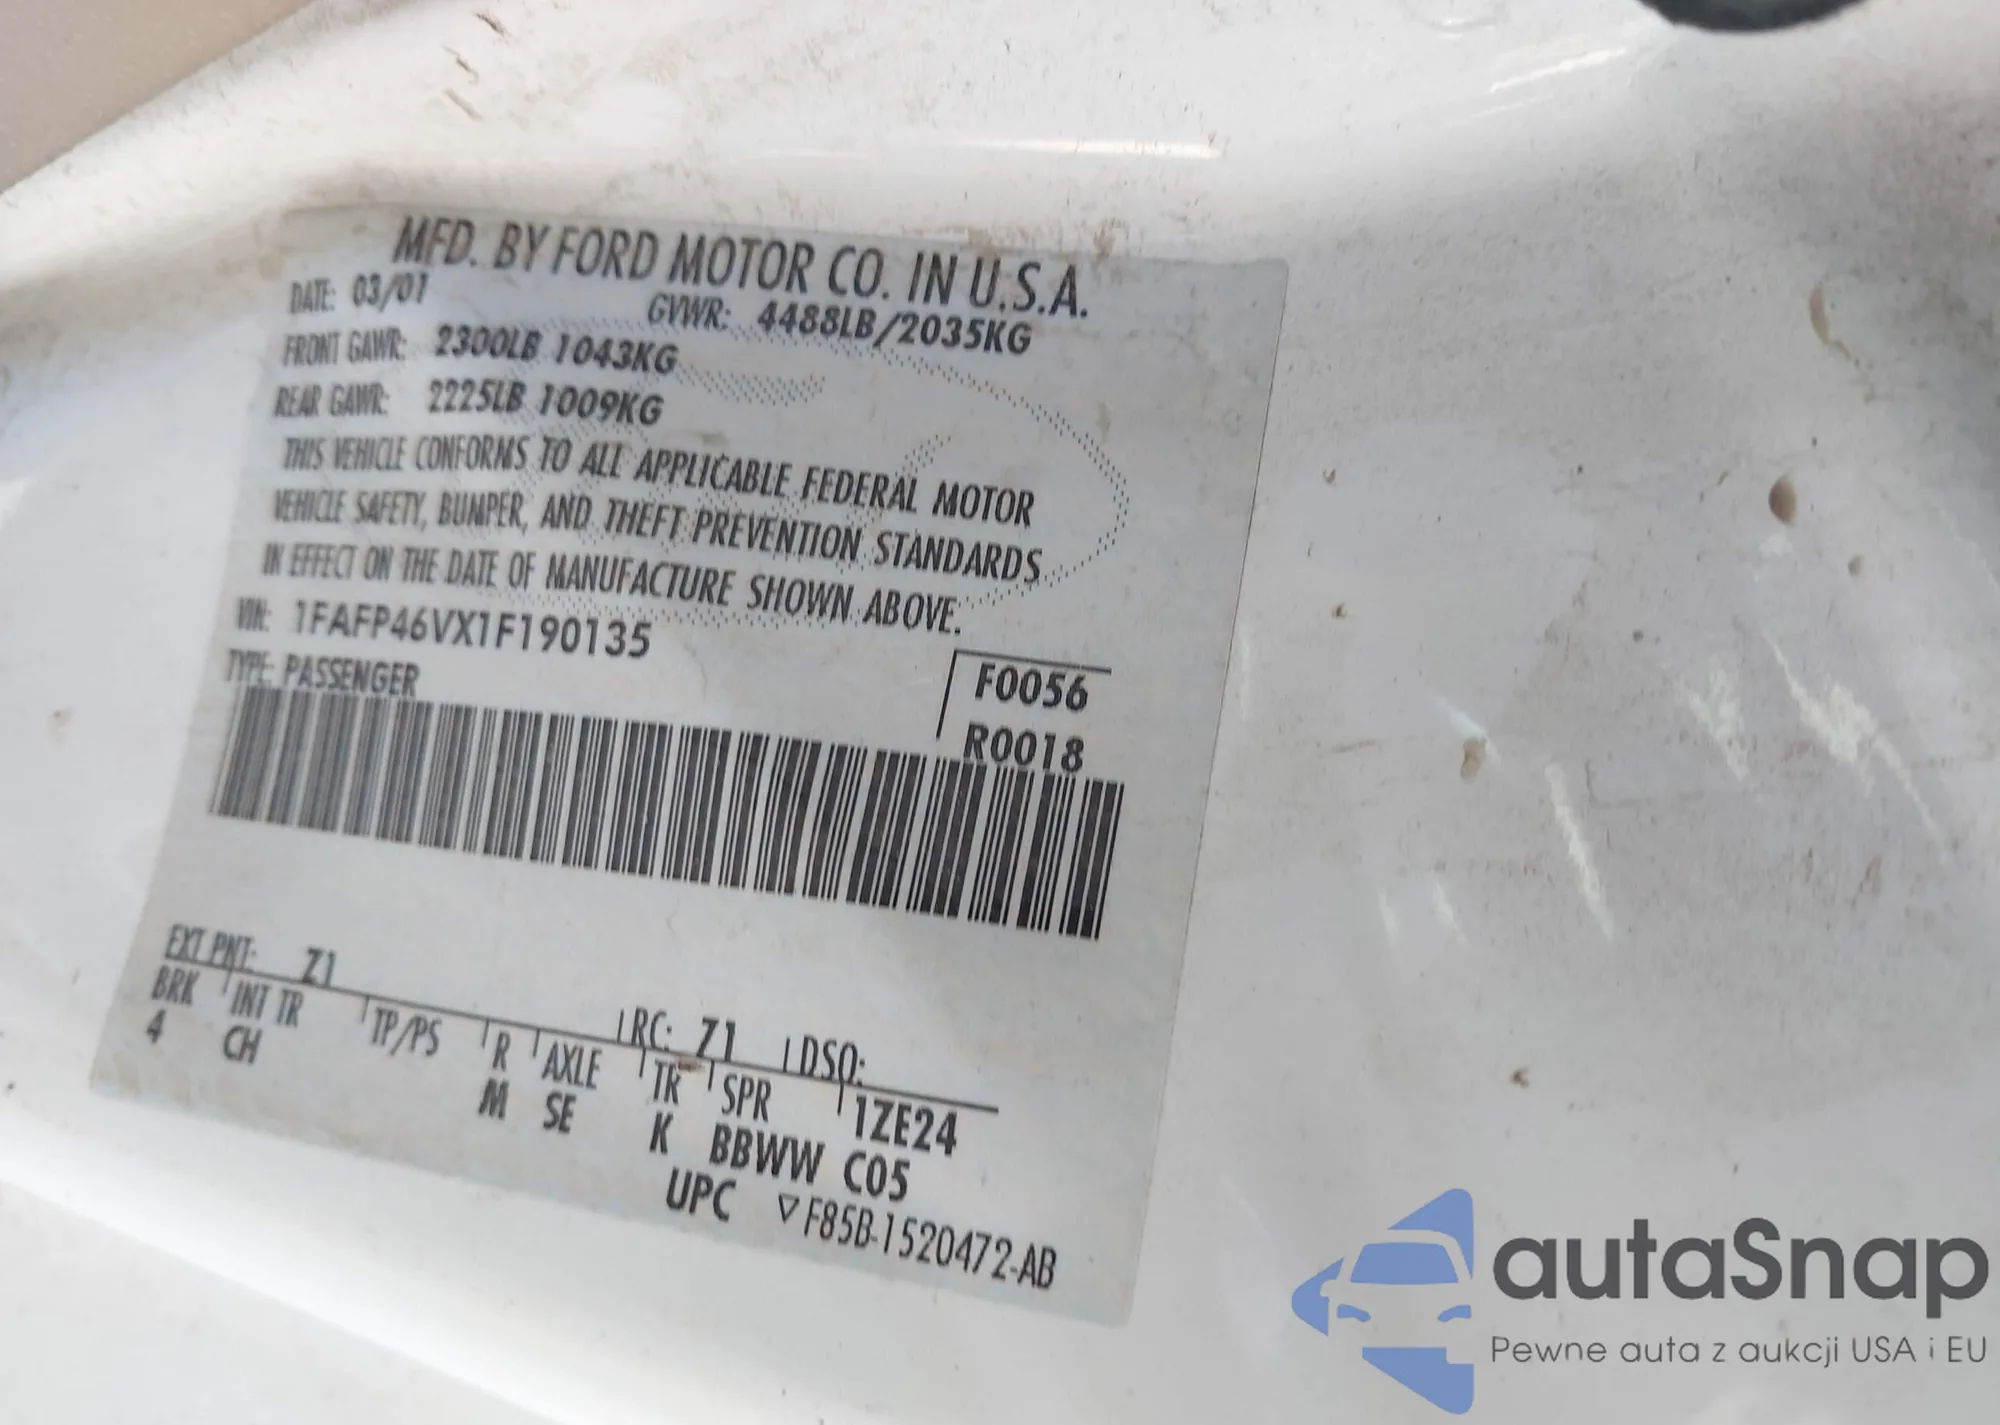 MFD. BY FORD MOTOR CO. IN U.S.A.
DATE: 03/01 GVWR: 4488LB/2035KG
FRONT GAWR: 2300LB 1043KG
REAR GAWR: 2225LB 1009KG
THIS VEHICLE CONFORMS TO ALL APPLICABLE FEDERAL MOTOR
VEHICLE SAFETY, BUMPER, AND THEFT PREVENTION STANDARDS
IN EFFECT ON THE DATE OF MANUFACTURE SHOWN ABOVE.
VIN: 1FAFP46VX1F190135
TYPE: PASSENGER
F0056
R0018
EXT PNT: Z1 RC: Z1 DSO:
BRK INT TR TP/PS R AXLE TR SPR 1ZE24
4 CH M SE K BBWW C05
UPC ▽F85B-1520472-AB
autaSnap
Pewne auta z aukcji USA i EU